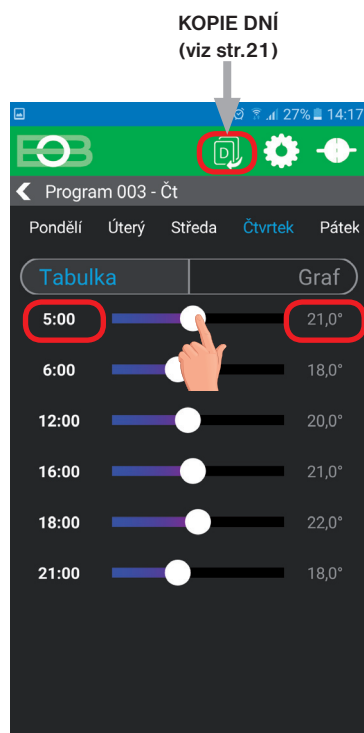 KOPIE DNÍ
(viz str.21)
27% 14:17
EOB
D
Program 003 - Čt
Pondělí Úterý Středa Čtvrtek Pátek
Tabulka Graf
5:00 21,0°
6:00 18,0°
12:00 20,0°
16:00 21,0°
18:00 22,0°
21:00 18,0°